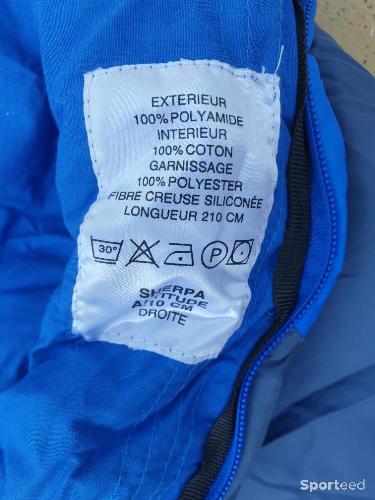 EXTERIEUR
100% POLYAMIDE
INTERIEUR
100% COTON
GARNISSAGE
100% POLYESTER
FIBRE CREUSE SILICONÉE
LONGUEUR 210 CM
30° P
SHERPA
DROITE
Sporteed